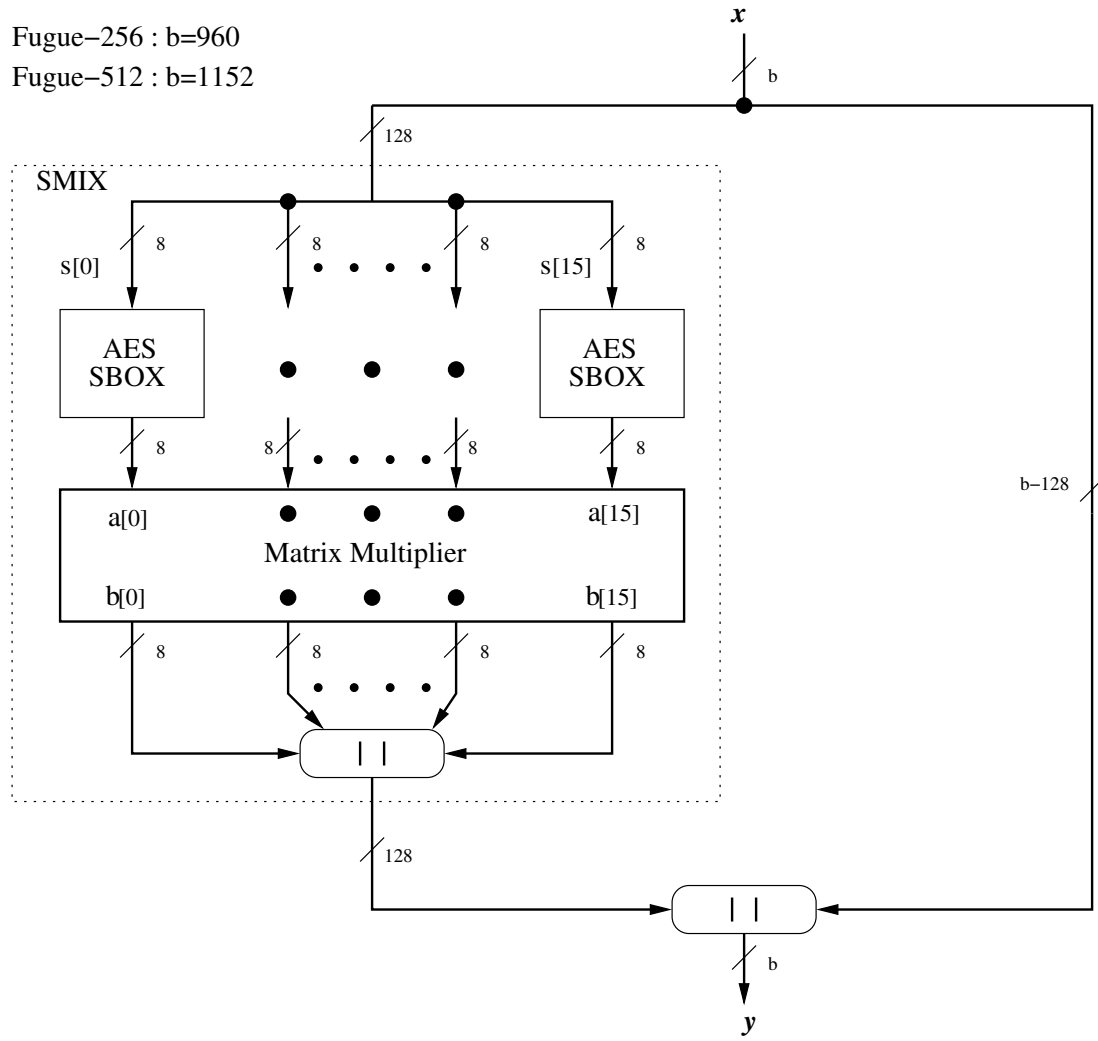 x
Fugue−256 : b=960
Fugue−512 : b=1152
b
128
SMIX
8 8 8 8
s[0] s[15]
AES SBOX AES SBOX
8 8 8 8
b−128
a[0] a[15]
Matrix Multiplier
b[0] b[15]
8 8 8 8
| |
128
| |
b
y